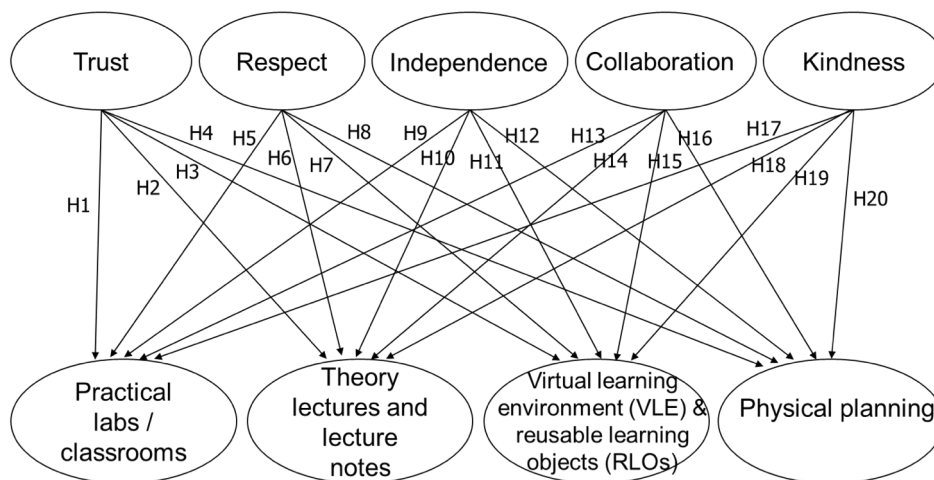 Trust
Respect
Independence
Collaboration
Kindness
H1
H2
H3
H4
H5
H6
H7
H8
H9
H10
H11
H12
H13
H14
H15
H16
H17
H18
H19
H20
Practical
labs /
classrooms
Theory
lectures and
lecture
notes
Virtual learning
environment (VLE) &
reusable learning
objects (RLOs)
Physical planning